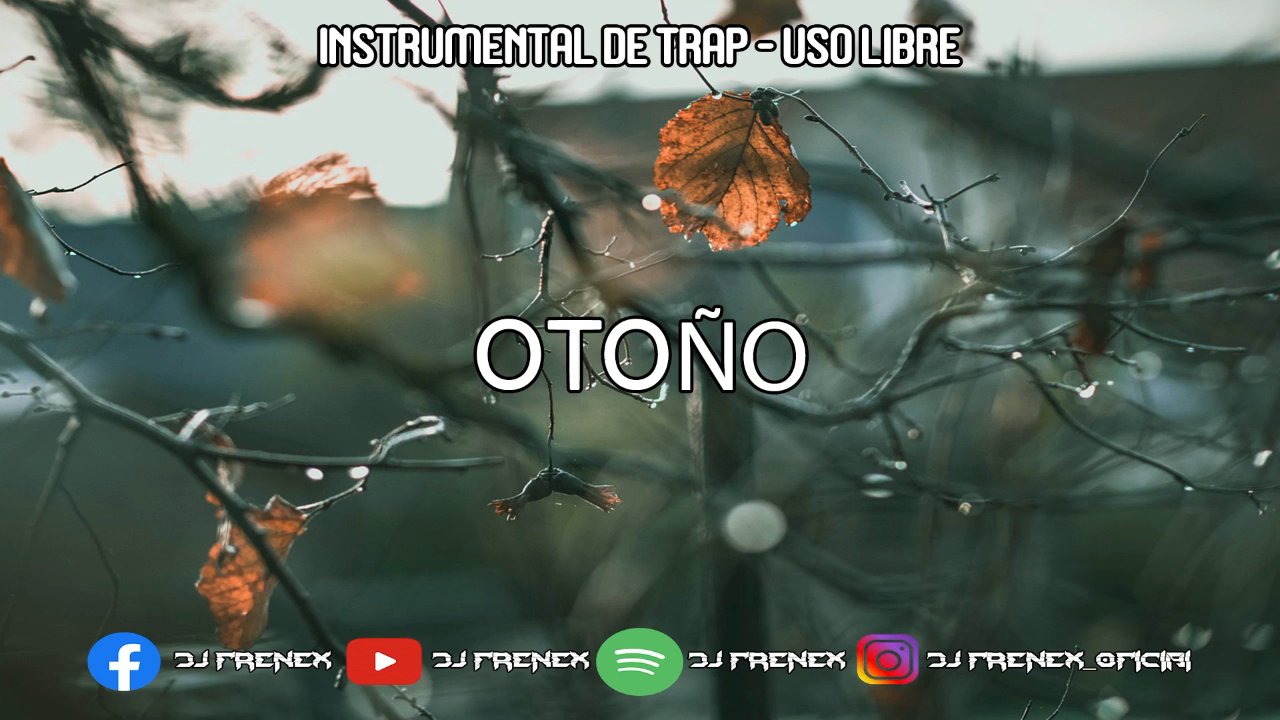 INSTRUMENTAL DE TRAP - USO LIBRE
OTOÑO
DJ FRENEX DJ FRENEX DJ FRENEX DJ FRENEX_OFICIAL